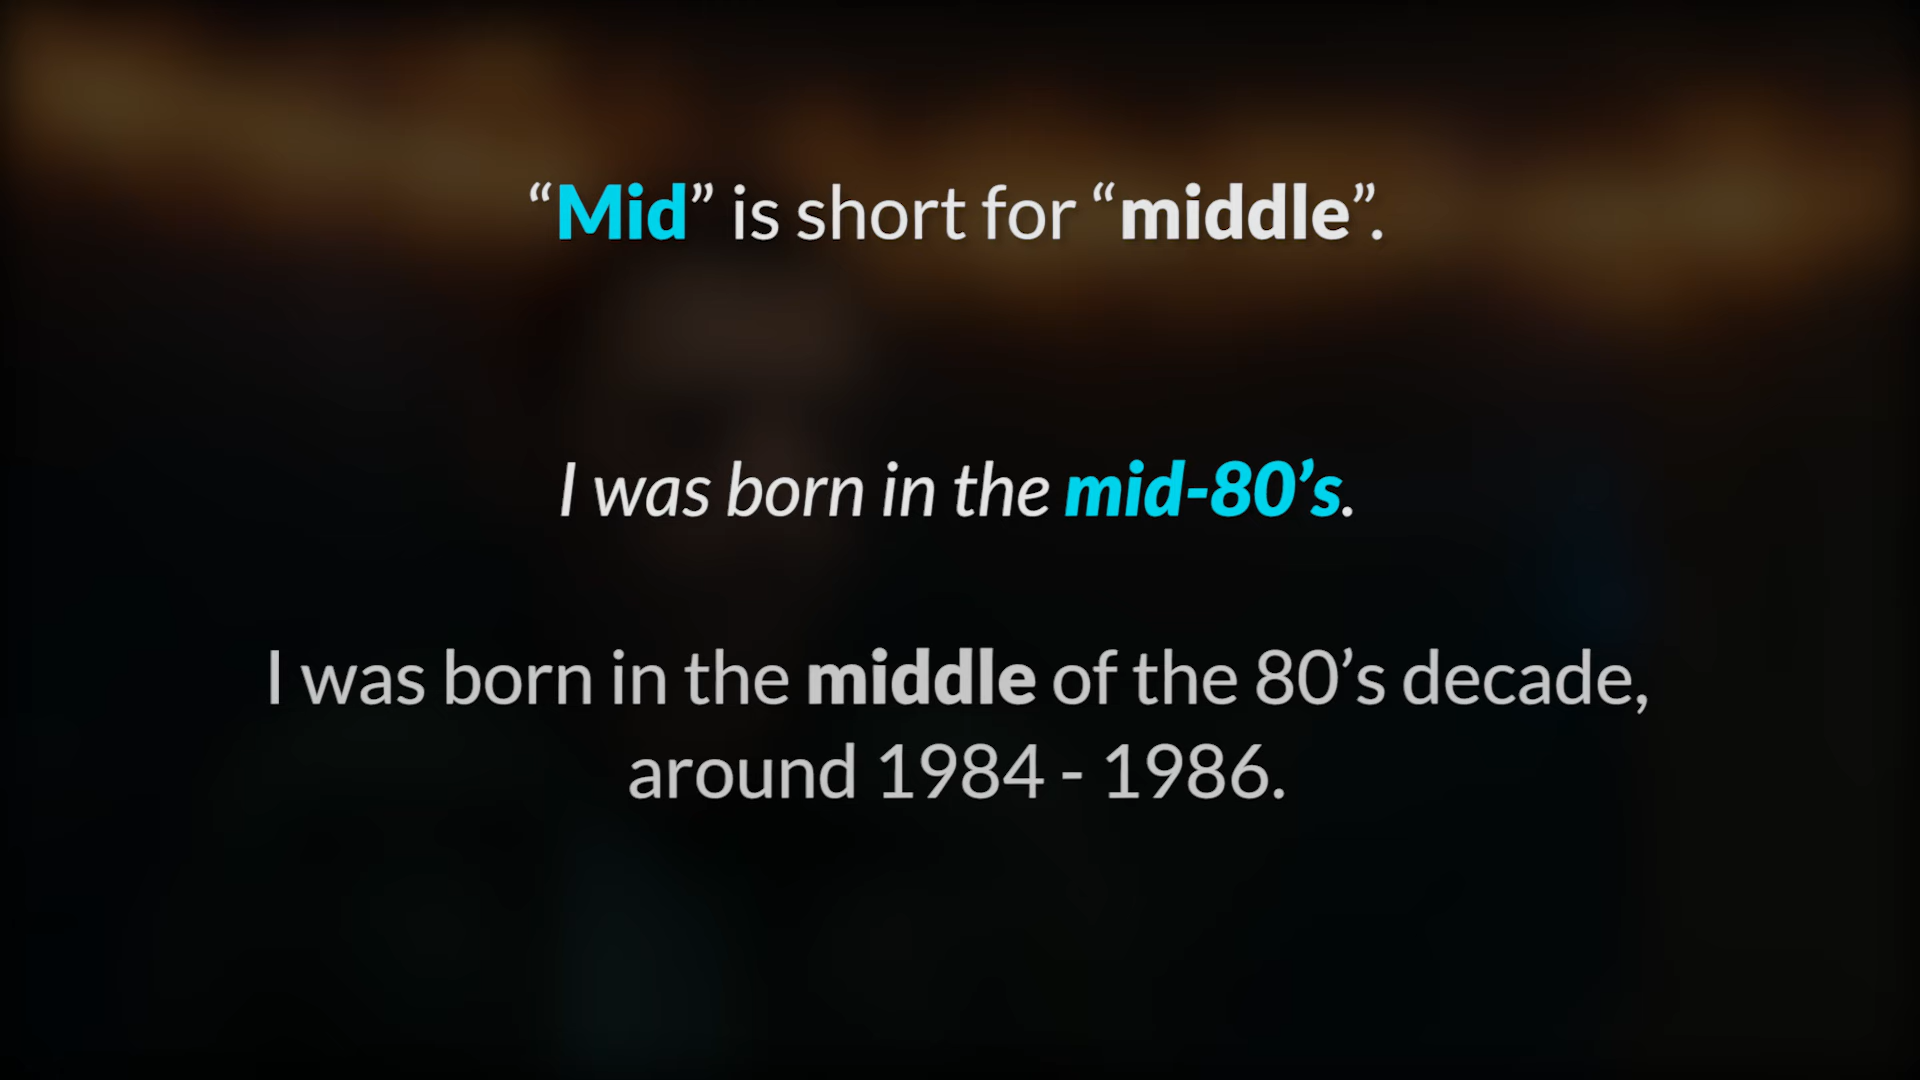 “Mid” is short for “middle”.
I was born in the mid-80’s.
I was born in the middle of the 80’s decade,
around 1984 - 1986.